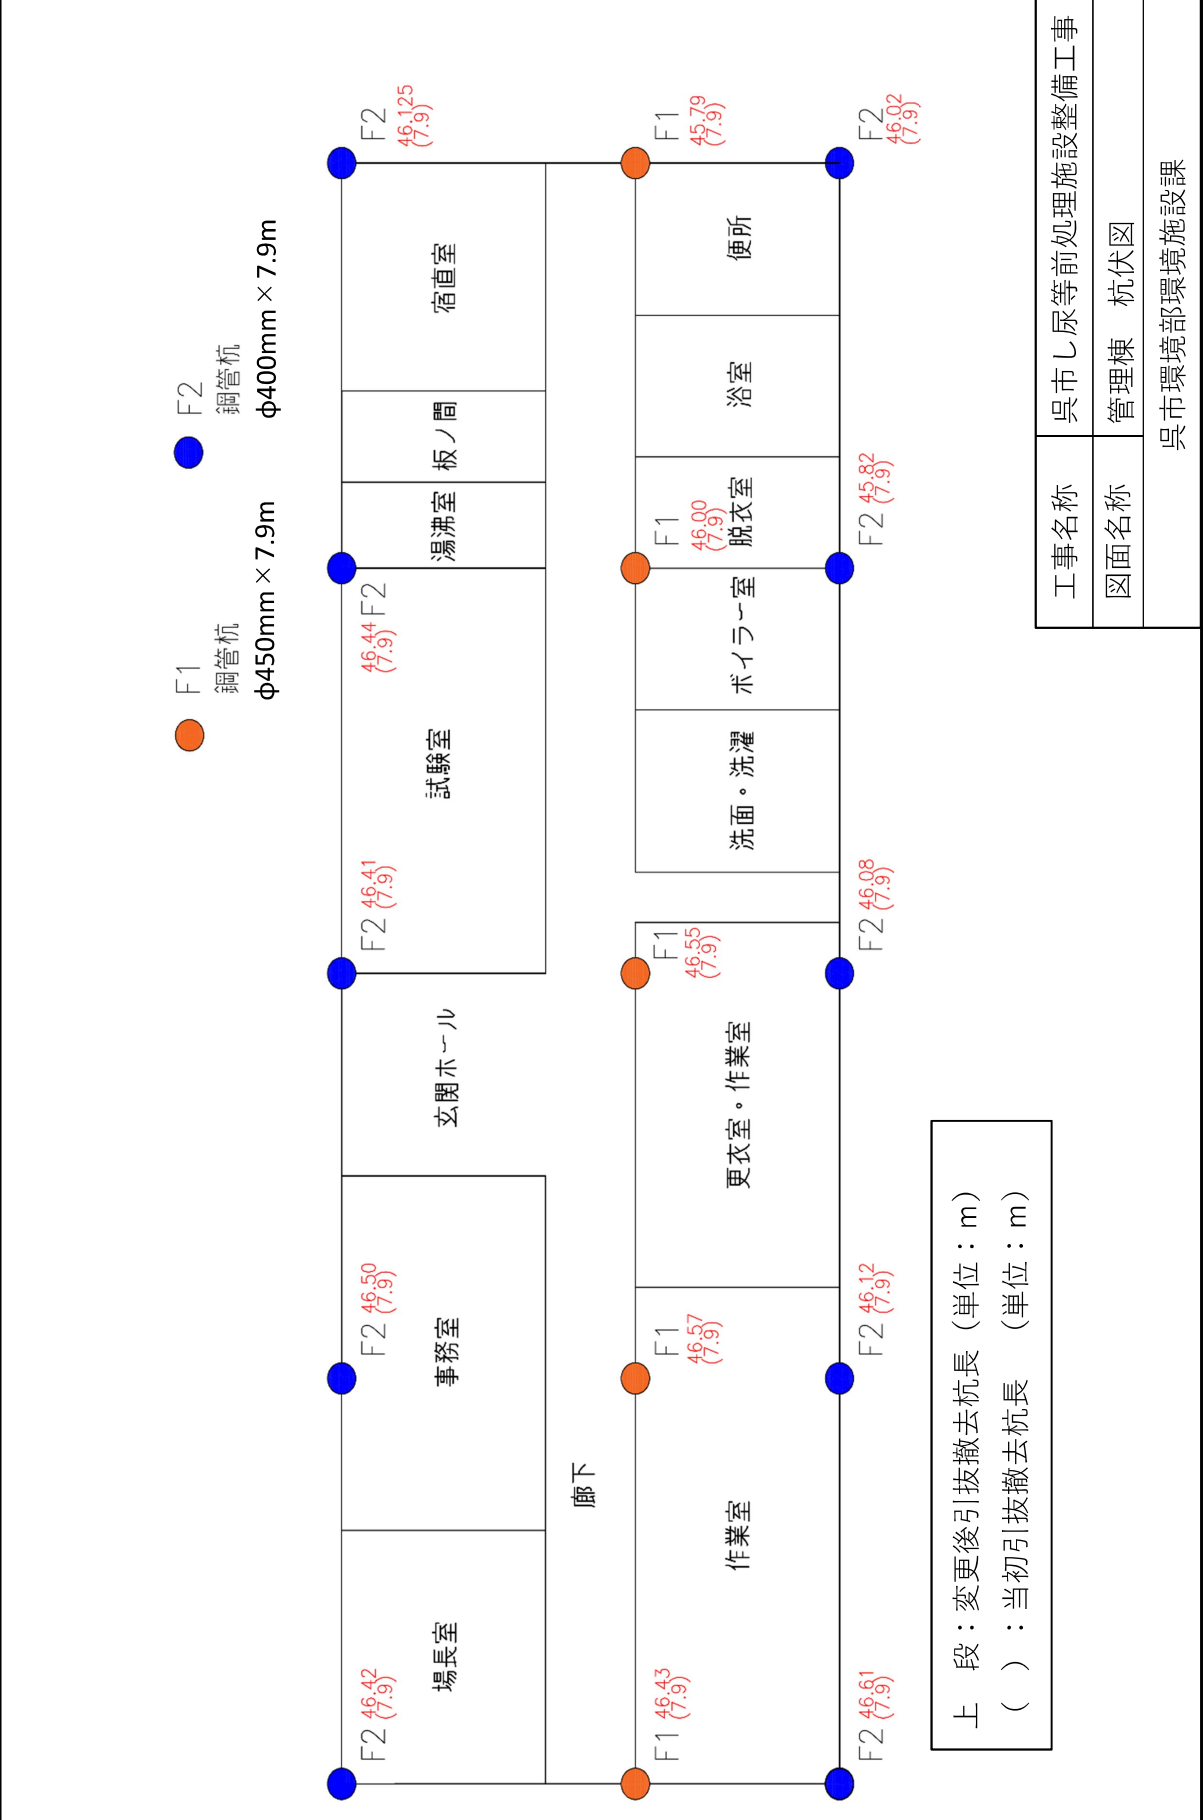 F1
鋼管杭
φ450mm×7.9m
F2
鋼管杭
φ400mm×7.9m
F2
46.42
(7.9)
F2
46.50
(7.9)
F2
46.41
(7.9)
F2
46.44
(7.9)
F2
46.125
(7.9)
場長室
事務室
玄関ホール
試験室
湯沸室
板ノ間
宿直室
廊下
F1
46.43
(7.9)
F1
46.57
(7.9)
F1
46.55
(7.9)
F1
46.00
(7.9)
F1
45.79
(7.9)
作業室
更衣室・作業室
洗面・洗濯
ボイラー室
脱衣室
浴室
便所
F2
46.61
(7.9)
F2
46.12
(7.9)
F2
46.08
(7.9)
F2
45.82
(7.9)
F2
46.02
(7.9)
上　段：変更後引抜撤去杭長（単位：m）
（　）：当初引抜撤去杭長　（単位：m）
工事名称　呉市し尿等前処理施設整備工事
図面名称　管理棟　杭伏図
呉市環境部環境施設課